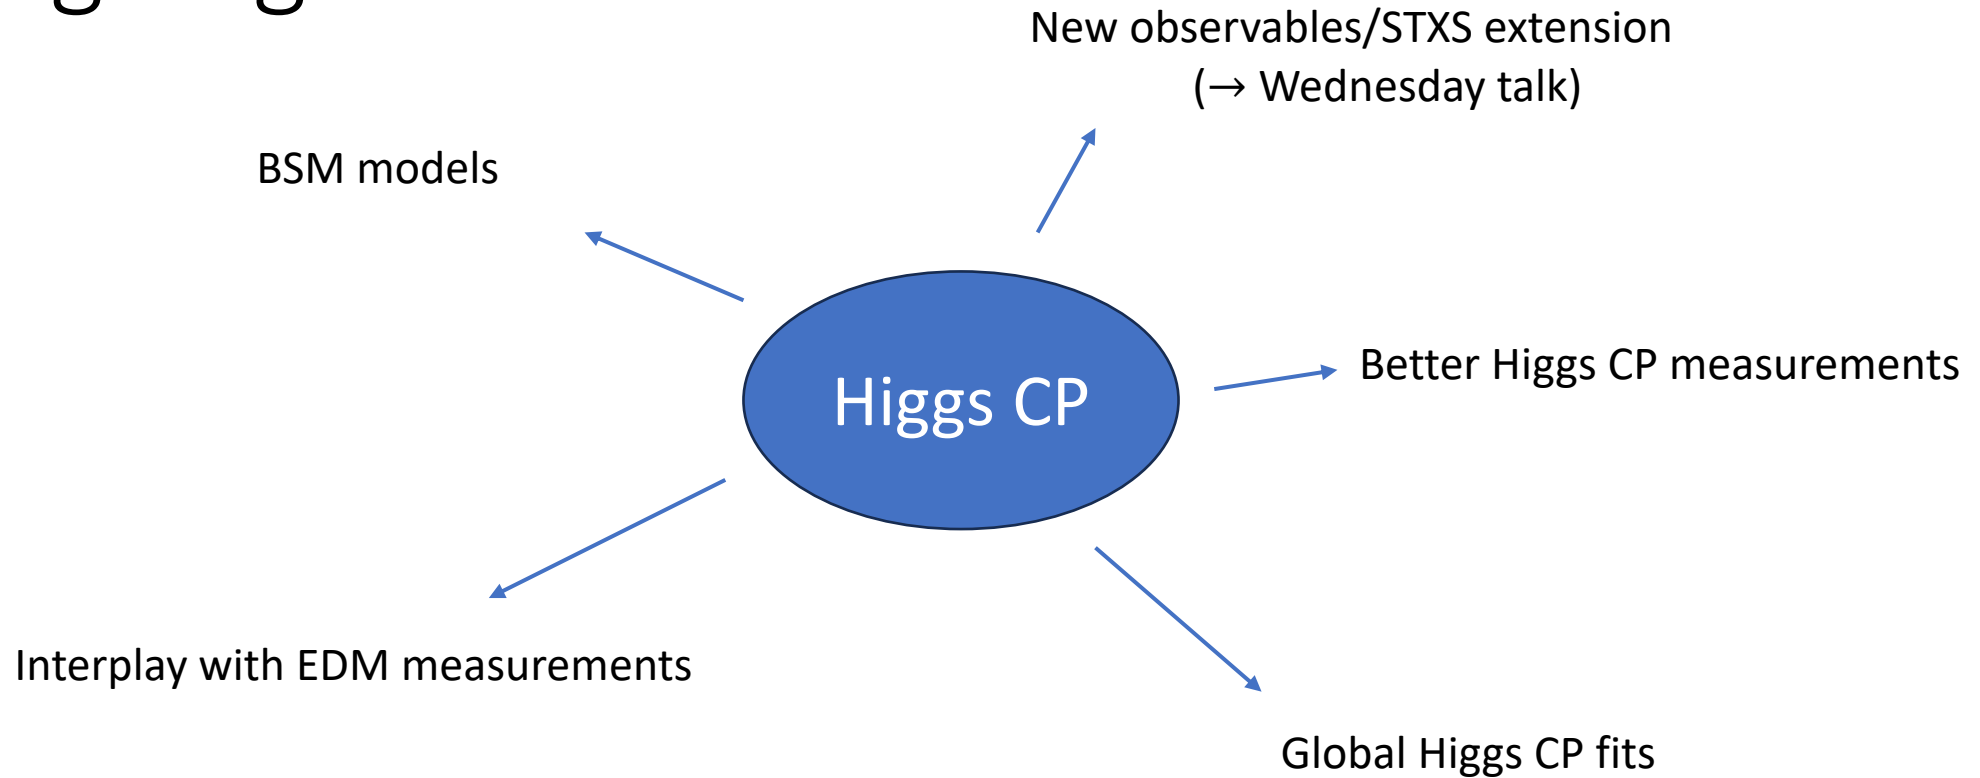 New observables/STXS extension
(→ Wednesday talk)
BSM models
Better Higgs CP measurements
Higgs CP
Interplay with EDM measurements
Global Higgs CP fits